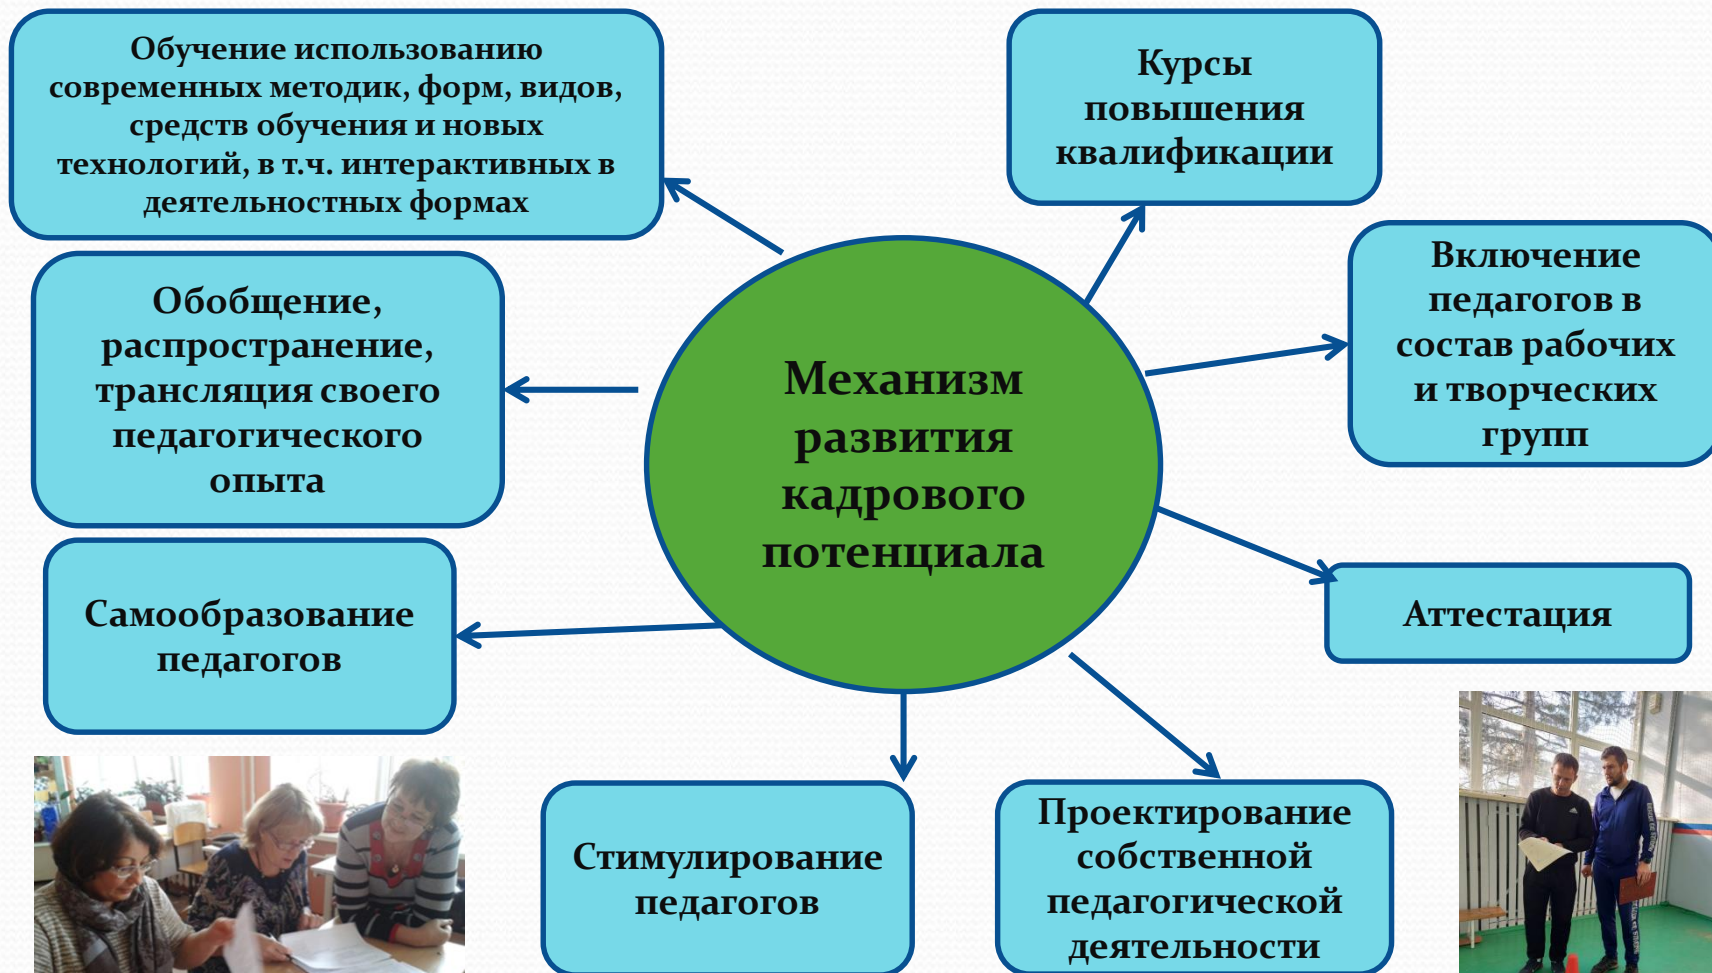 Обучение использованию
современных методик, форм, видов,
средств обучения и новых
технологий, в т.ч. интерактивных в
деятельностных формах
Курсы
повышения
квалификации
Обобщение,
распространение,
трансляция своего
педагогического
опыта
Включение
педагогов в
состав рабочих
и творческих
групп
Механизм
развития
кадрового
потенциала
Самообразование
педагогов
Аттестация
Стимулирование
педагогов
Проектирование
собственной
педагогической
деятельности